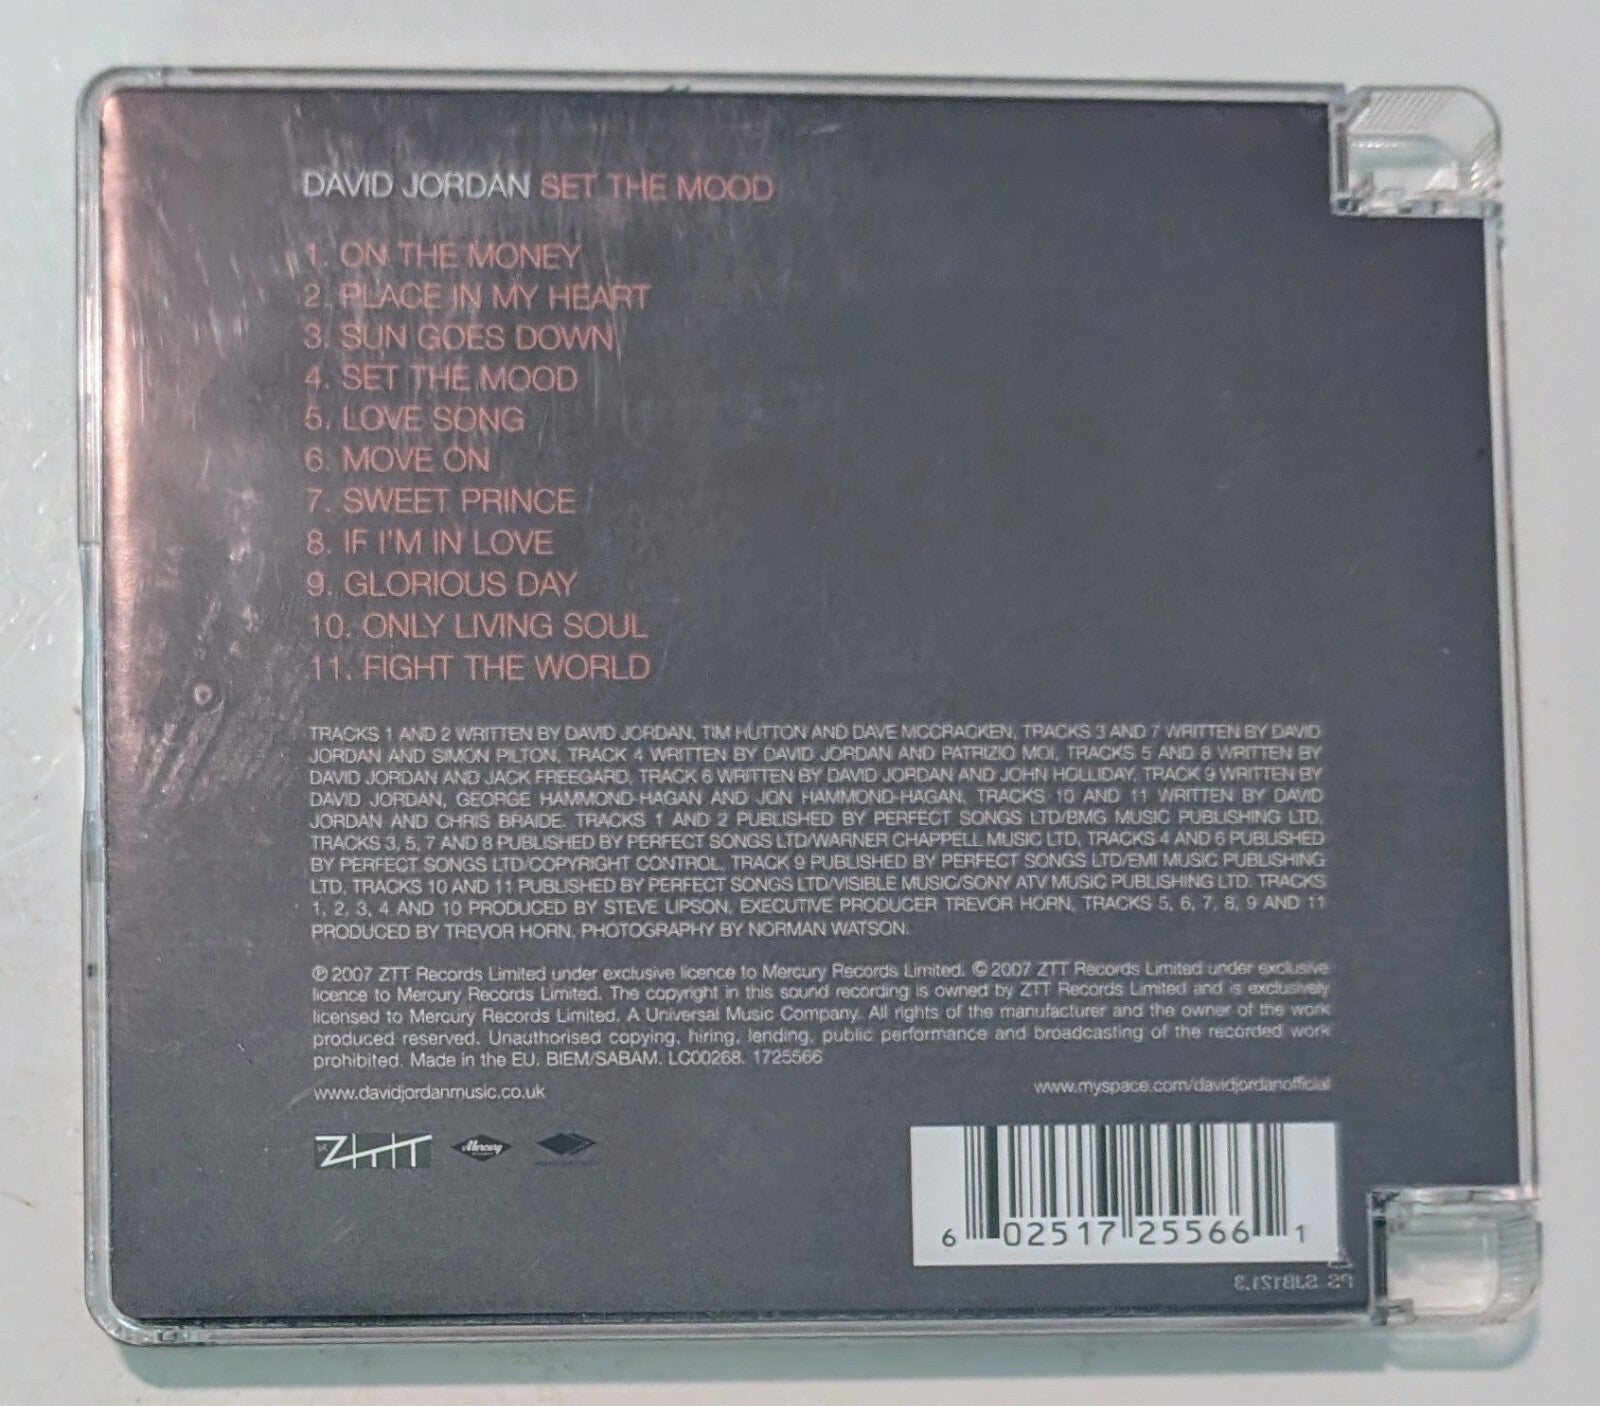 DAVID JORDAN SET THE MOOD
1. ON THE MONEY
2. PLACE IN MY HEART
3. SUN GOES DOWN
4. SET THE MOOD
5. LOVE SONG
6. MOVE ON
7. SWEET PRINCE
8. IF I'M IN LOVE
9. GLORIOUS DAY
10. ONLY LIVING SOUL
11. FIGHT THE WORLD
TRACKS 1 AND 2 WRITTEN BY DAVID JORDAN, TIM HUTTON AND DAVE MCCRACKEN, TRACKS 3 AND 7 WRITTEN BY DAVID
JORDAN AND SIMON PILTON, TRACK 4 WRITTEN BY DAVID JORDAN AND PATRIZIO MOI, TRACKS 5 AND 8 WRITTEN BY
DAVID JORDAN AND JACK FREEGARD, TRACK 6 WRITTEN BY DAVID JORDAN AND JOHN HOLLIDAY, TRACK 9 WRITTEN BY
DAVID JORDAN, GEORGE HAMMOND-HAGAN AND JON HAMMOND-HAGAN, TRACKS 10 AND 11 WRITTEN BY DAVID
JORDAN AND CHRIS BRAIDE. TRACKS 1 AND 2 PUBLISHED BY PERFECT SONGS LTD/BMG MUSIC PUBLISHING LTD,
TRACKS 3, 5, 7 AND 8 PUBLISHED BY PERFECT SONGS LTD/WARNER CHAPPELL MUSIC LTD, TRACKS 4 AND 6 PUBLISHED
BY PERFECT SONGS LTD/COPYRIGHT CONTROL. TRACK 9 PUBLISHED BY PERFECT SONGS LTD/EMI MUSIC PUBLISHING
LTD, TRACKS 10 AND 11 PUBLISHED BY PERFECT SONGS LTD/VISIBLE MUSIC/SONY ATV MUSIC PUBLISHING LTD. TRACKS
1, 2, 3, 4 AND 10 PRODUCED BY STEVE LIPSON, EXECUTIVE PRODUCER TREVOR HORN, TRACKS 5, 6, 7, 8, 9 AND 11
PRODUCED BY TREVOR HORN. PHOTOGRAPHY BY NORMAN WATSON.
℗ 2007 ZTT Records Limited under exclusive licence to Mercury Records Limited. © 2007 ZTT Records Limited under exclusive
licence to Mercury Records Limited. The copyright in this sound recording is owned by ZTT Records Limited and is exclusively
licensed to Mercury Records Limited. A Universal Music Company. All rights of the manufacturer and the owner of the work
produced reserved. Unauthorised copying, hiring, lending, public performance and broadcasting of the recorded work
prohibited. Made in the EU. BIEM/SABAM. LC00268. 1725566
www.davidjordanmusic.co.uk www.myspace.com/davidjordanofficial
ZTT Mercury
6 02517 25566 1
PS SJB121.3